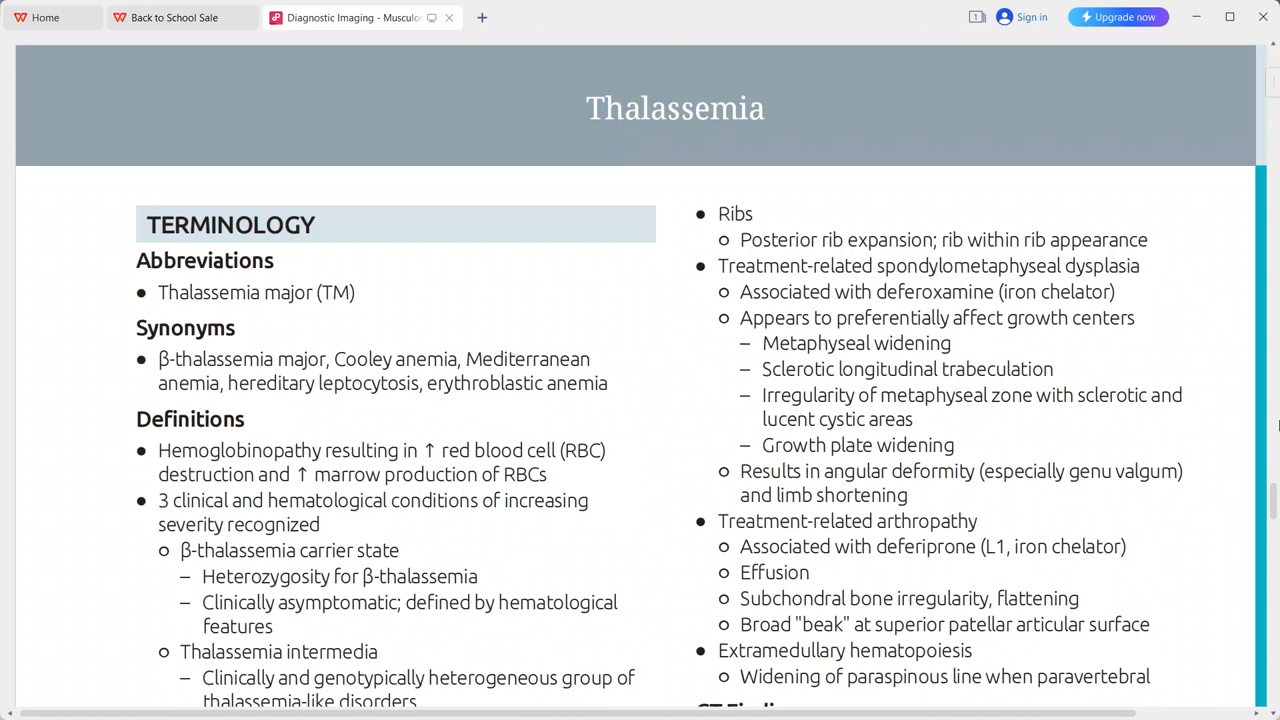 Home
Back to School Sale
Diagnostic Imaging - Musculo
1
Sign in
Upgrade now
Thalassemia
TERMINOLOGY
Abbreviations
● Thalassemia major (TM)
Synonyms
● β-thalassemia major, Cooley anemia, Mediterranean
anemia, hereditary leptocytosis, erythroblastic anemia
Definitions
● Hemoglobinopathy resulting in ↑ red blood cell (RBC)
destruction and ↑ marrow production of RBCs
● 3 clinical and hematological conditions of increasing
severity recognized
○ β-thalassemia carrier state
– Heterozygosity for β-thalassemia
– Clinically asymptomatic; defined by hematological
features
○ Thalassemia intermedia
– Clinically and genotypically heterogeneous group of
thalassemia-like disorders
● Ribs
○ Posterior rib expansion; rib within rib appearance
● Treatment-related spondylometaphyseal dysplasia
○ Associated with deferoxamine (iron chelator)
○ Appears to preferentially affect growth centers
– Metaphyseal widening
– Sclerotic longitudinal trabeculation
– Irregularity of metaphyseal zone with sclerotic and
lucent cystic areas
– Growth plate widening
○ Results in angular deformity (especially genu valgum)
and limb shortening
● Treatment-related arthropathy
○ Associated with deferiprone (L1, iron chelator)
○ Effusion
○ Subchondral bone irregularity, flattening
○ Broad "beak" at superior patellar articular surface
● Extramedullary hematopoiesis
○ Widening of paraspinous line when paravertebral